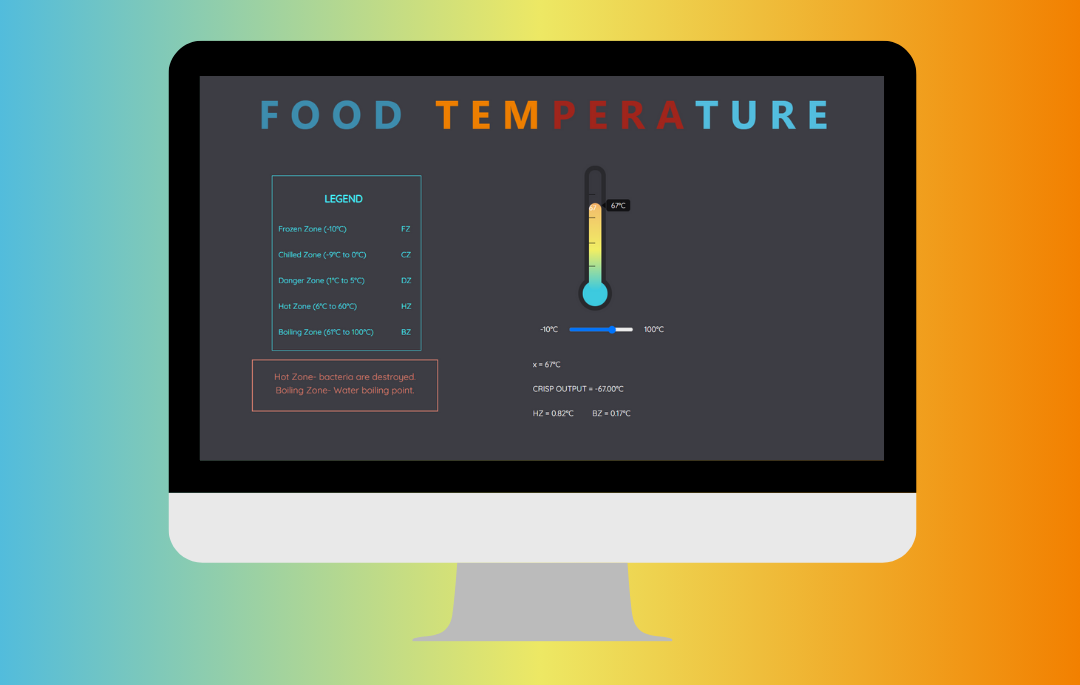 FOOD TEMPERATURE
LEGEND
Frozen Zone (-10°C) FZ
Chilled Zone (-9°C to 0°C) CZ
Danger Zone (1°C to 5°C) DZ
Hot Zone (6°C to 60°C) HZ
Boiling Zone (61°C to 100°C) BZ
Hot Zone- bacteria are destroyed.
Boiling Zone- Water boiling point.
67°C
-10°C 100°C
x = 67°C
CRISP OUTPUT = -67.00°C
HZ = 0.82°C BZ = 0.17°C